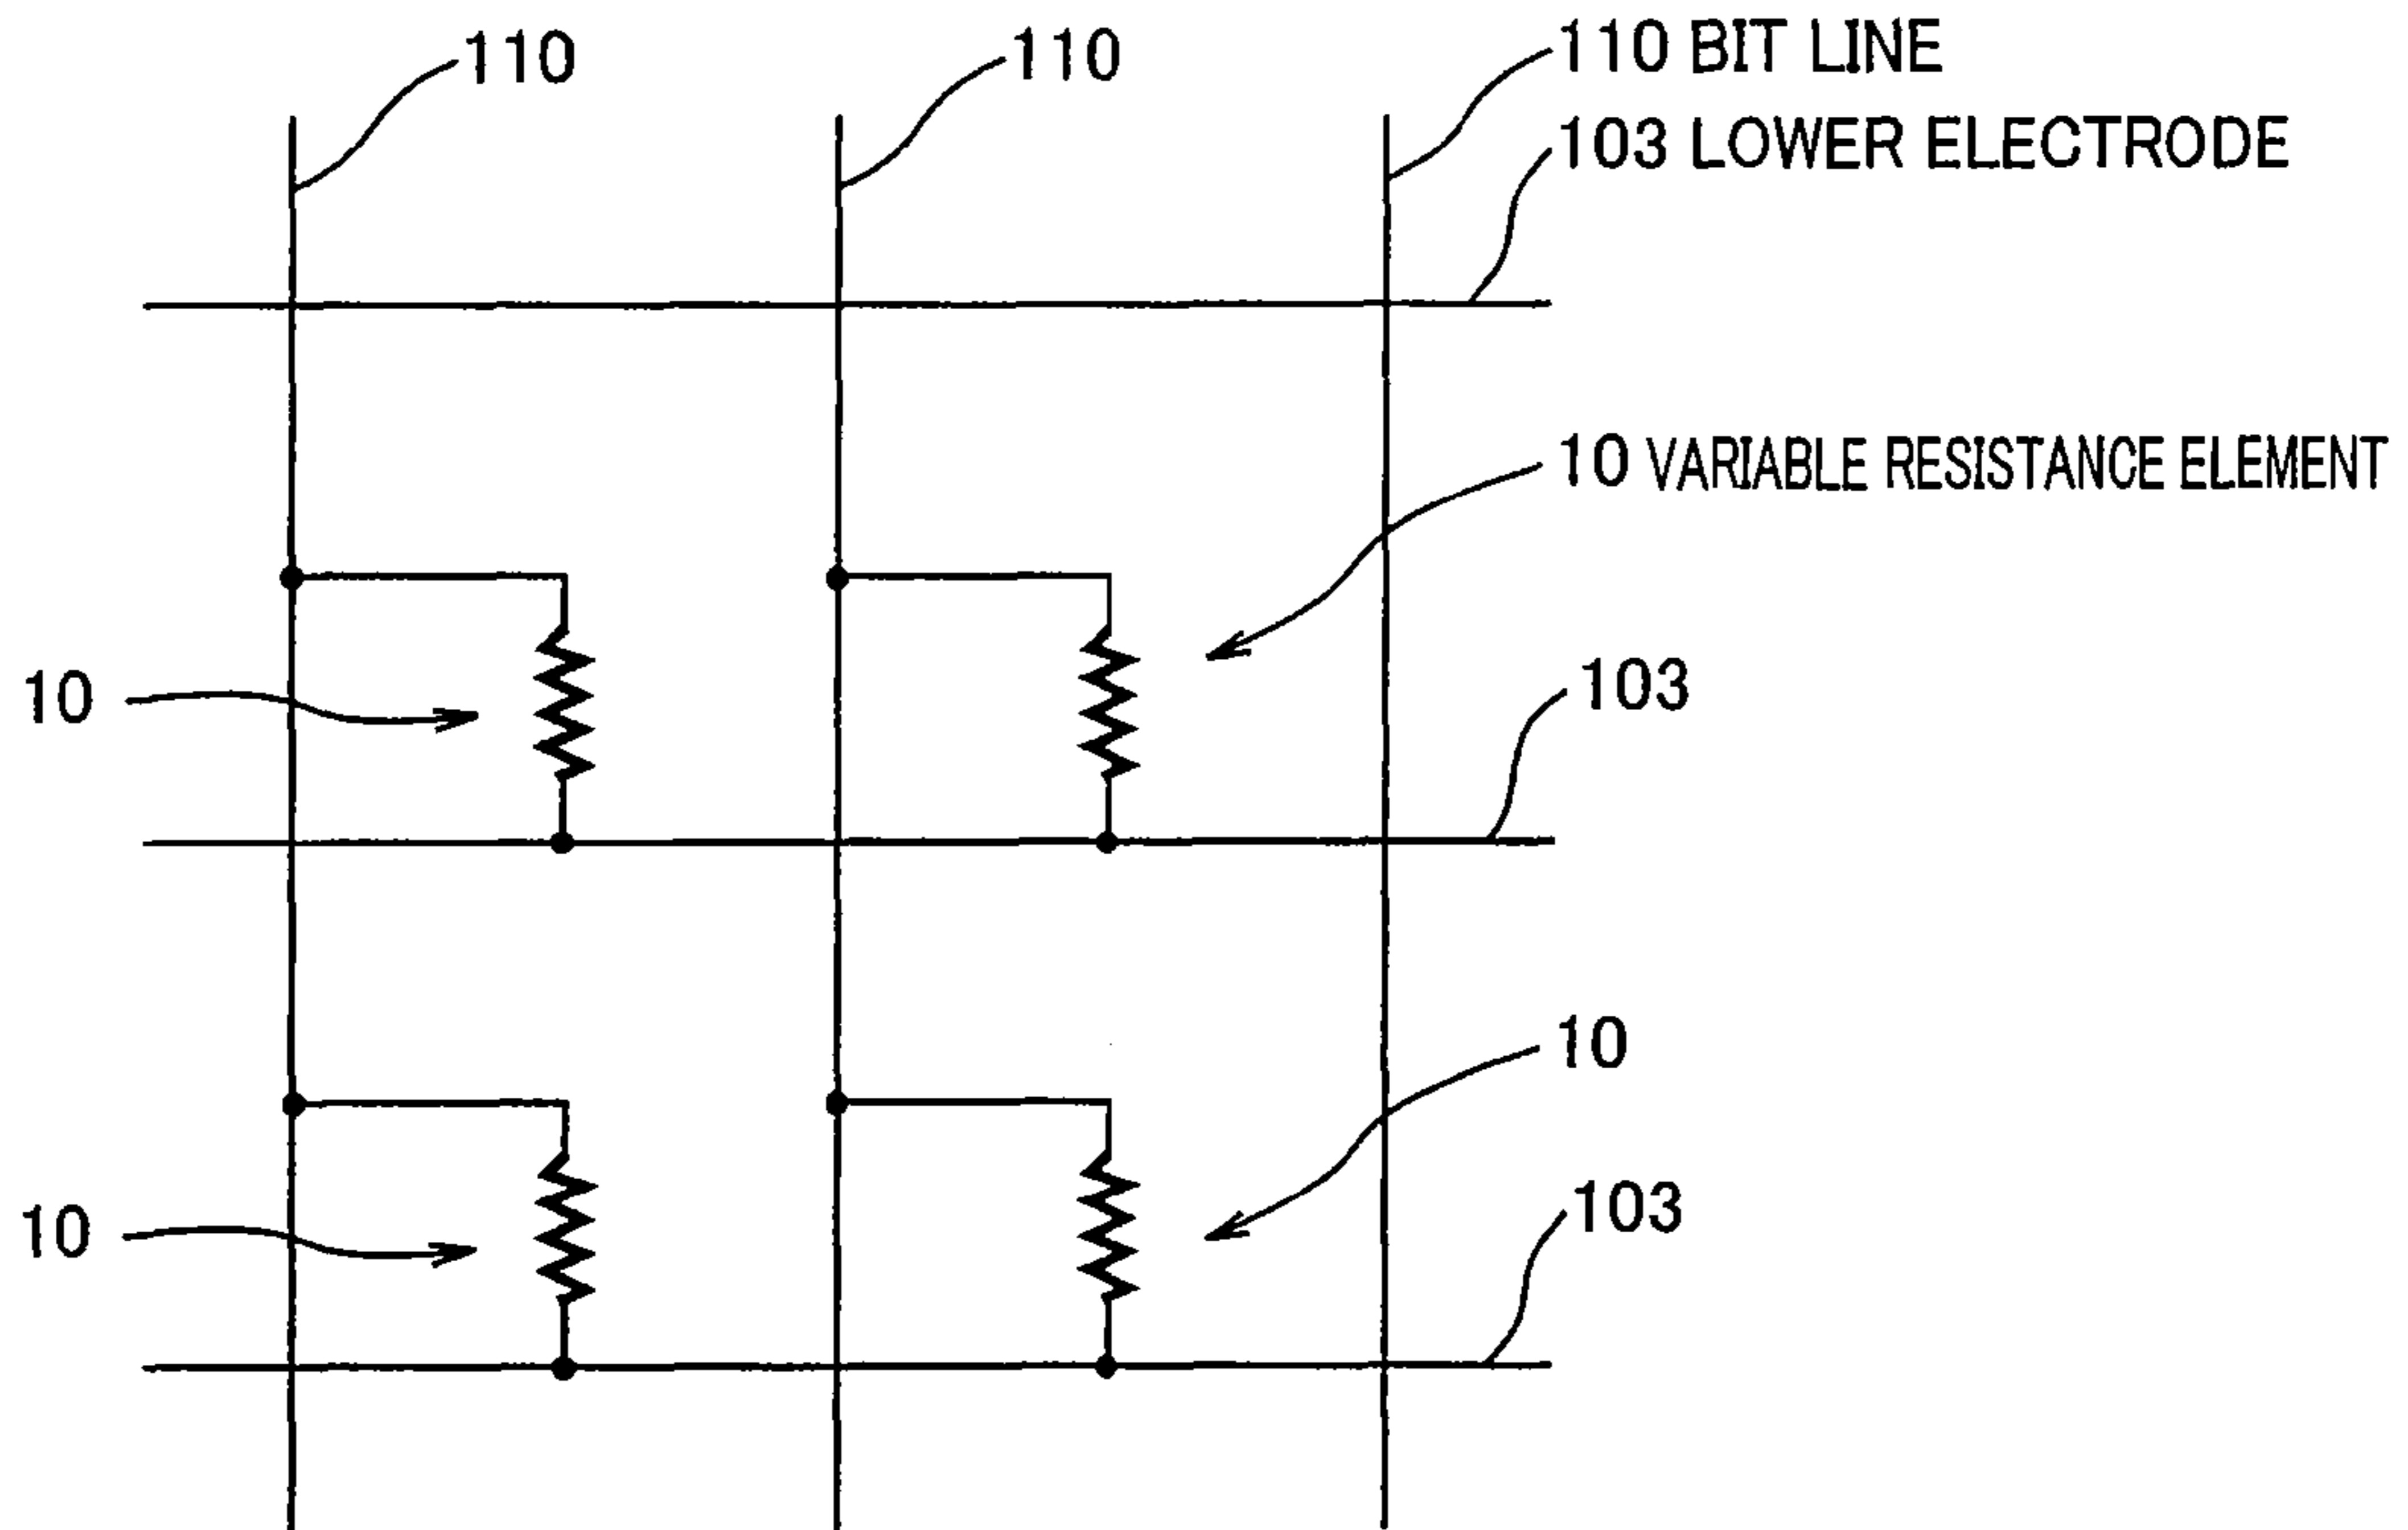 110
110
110 BIT LINE
103 LOWER ELECTRODE
10 VARIABLE RESISTANCE ELEMENT
10
103
10
10
103